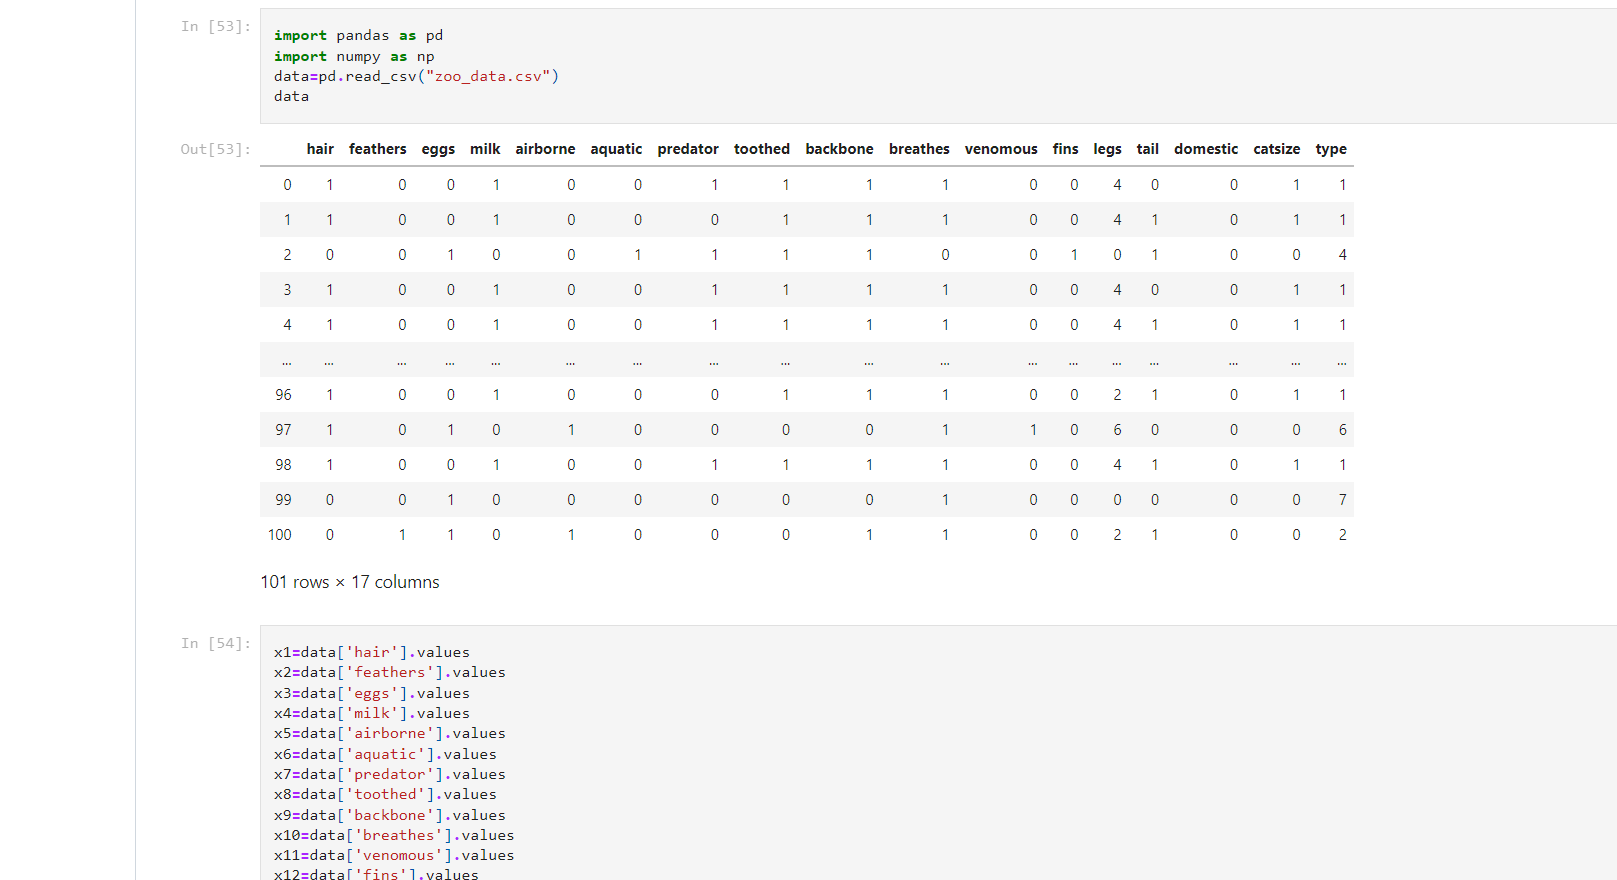 In [53]:
import pandas as pd
import numpy as np
data=pd.read_csv("zoo_data.csv")
data
Out[53]:
hair feathers eggs milk airborne aquatic predator toothed backbone breathes venomous fins legs tail domestic catsize type
0 1 0 0 1 0 0 1 1 1 1 0 0 4 0 0 1 1
1 1 0 0 1 0 0 0 1 1 1 0 0 4 1 0 1 1
2 0 0 1 0 0 1 1 1 1 0 0 1 0 1 0 0 4
3 1 0 0 1 0 0 1 1 1 1 0 0 4 0 0 1 1
4 1 0 0 1 0 0 1 1 1 1 0 0 4 1 0 1 1
... ... ... ... ... ... ... ... ... ... ... ... ... ... ... ... ... ...
96 1 0 0 1 0 0 0 1 1 1 0 0 2 1 0 1 1
97 1 0 1 0 1 0 0 0 0 1 1 0 6 0 0 0 6
98 1 0 0 1 0 0 1 1 1 1 0 0 4 1 0 1 1
99 0 0 1 0 0 0 0 0 0 1 0 0 0 0 0 0 7
100 0 1 1 0 1 0 0 0 1 1 0 0 2 1 0 0 2
101 rows × 17 columns
In [54]:
x1=data['hair'].values
x2=data['feathers'].values
x3=data['eggs'].values
x4=data['milk'].values
x5=data['airborne'].values
x6=data['aquatic'].values
x7=data['predator'].values
x8=data['toothed'].values
x9=data['backbone'].values
x10=data['breathes'].values
x11=data['venomous'].values
x12=data['fins'].values